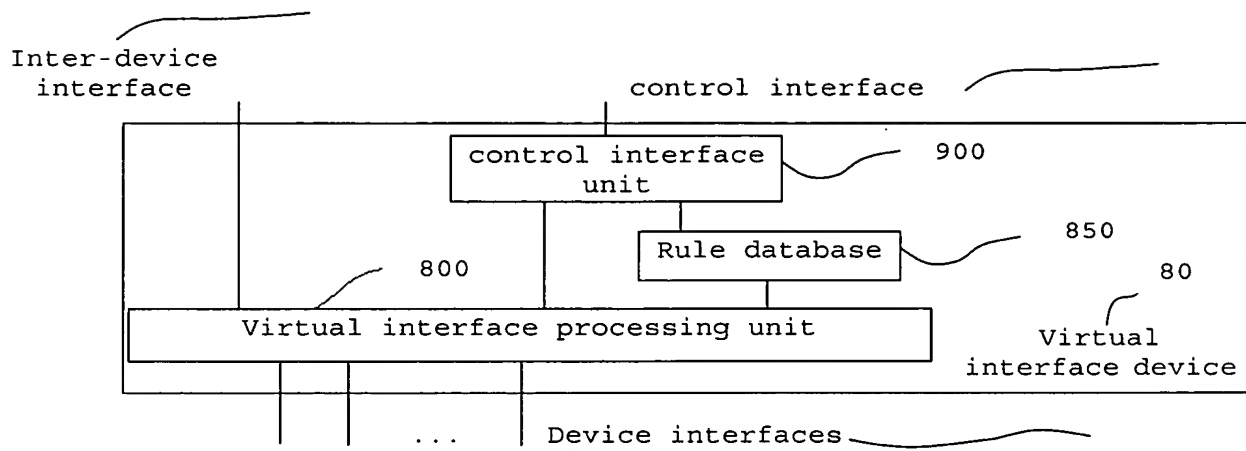 Inter-device
interface
control interface
control interface
unit
900
Rule database
850
800
80
Virtual interface processing unit
Virtual
interface device
...
Device interfaces